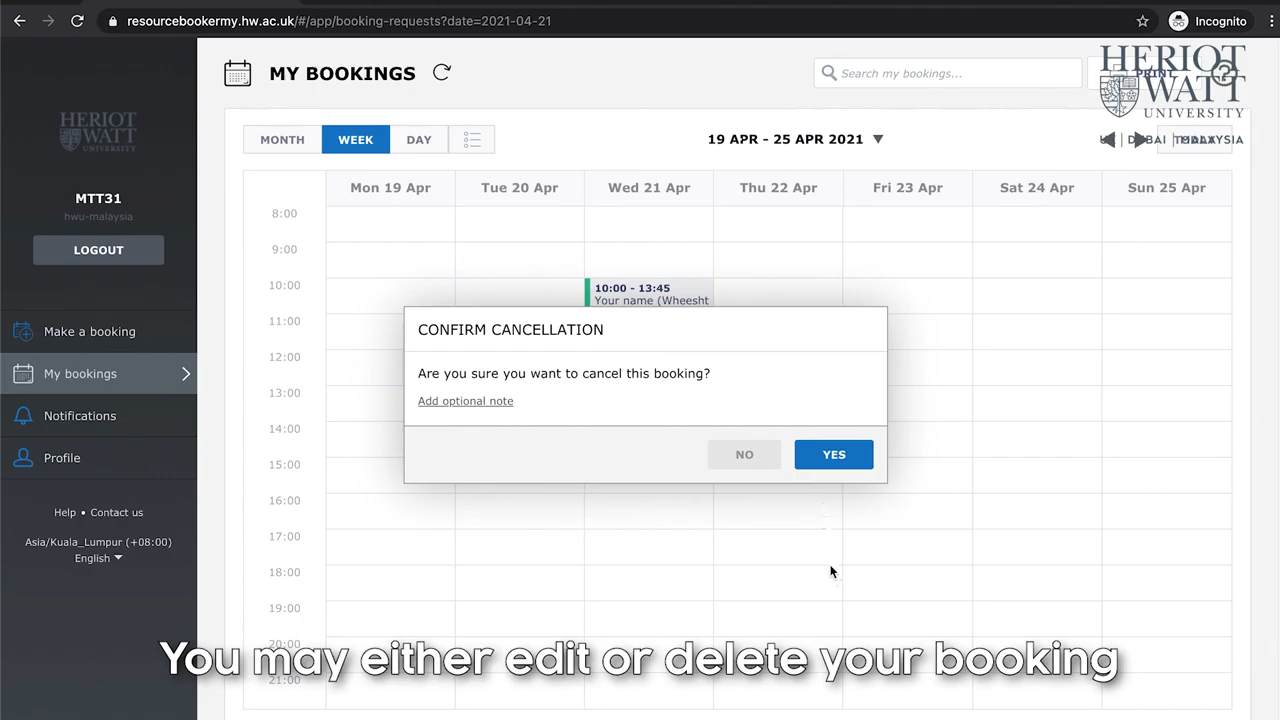 resourcebookermy.hw.ac.uk/#/app/booking-requests?date=2021-04-21
Incognito
HERIOT
WATT
UNIVERSITY
MTT31
hwu-malaysia
LOGOUT
Make a booking
My bookings
Notifications
Profile
Help • Contact us
Asia/Kuala_Lumpur (+08:00)
English
MY BOOKINGS
Search my bookings...
PRINT
HERIOT
WATT
UNIVERSITY
MONTH WEEK DAY
19 APR - 25 APR 2021
| DUBAI | MALAYSIA
TODAY
Mon 19 Apr Tue 20 Apr Wed 21 Apr Thu 22 Apr Fri 23 Apr Sat 24 Apr Sun 25 Apr
8:00
9:00
10:00
11:00
12:00
13:00
14:00
15:00
16:00
17:00
18:00
19:00
20:00
21:00
10:00 - 13:45
Your name (Wheesht
CONFIRM CANCELLATION
Are you sure you want to cancel this booking?
Add optional note
NO YES
You may either edit or delete your booking